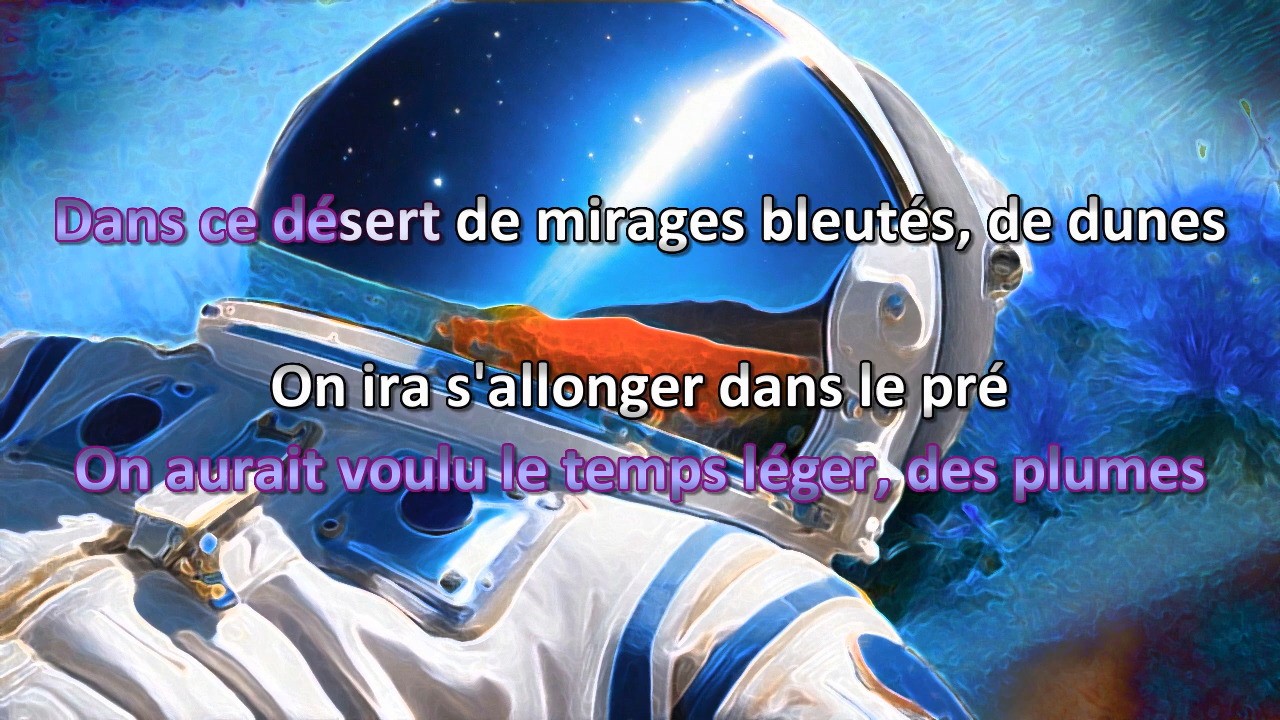 Dans ce désert de mirages bleutés, de dunes
On ira s'allonger dans le pré
On aurait voulu le temps léger, des plumes